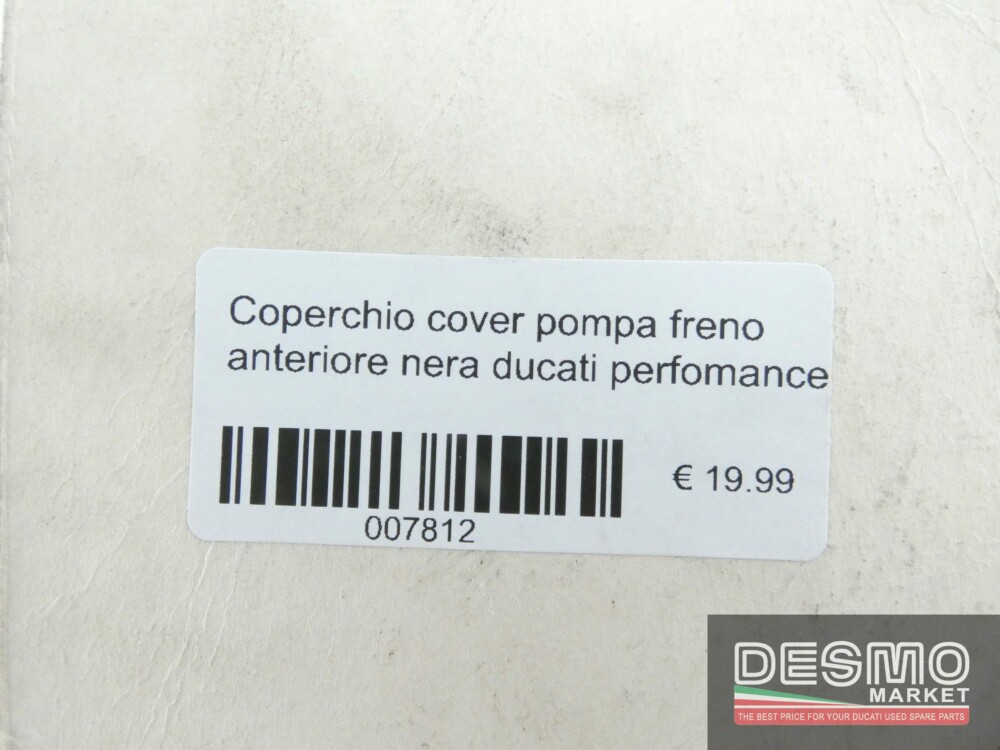 Coperchio cover pompa freno
anteriore nera ducati perfomance
€ 19.99
007812
DESMO
MARKET
THE BEST PRICE FOR YOUR DUCATI USED SPARE PARTS